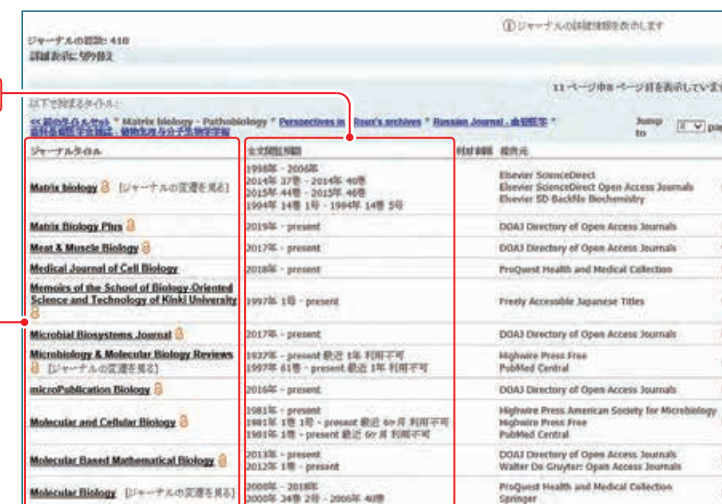 ⓘジャーナルの詳細情報を表示します
ジャーナルの総数: 410
詳細表示に切り替え
11 ページ中8 ページ目を表示しています
以下で始まるタイトル:
<< 前のタイトルセット * Matrix biology - Pathobiology * Perspectives in Roux's archives * Russian Journal - 血管医学 *
Jump to 8 pag
ジャーナルタイトル 全文閲覧期間 利用制限 提供元
Matrix biology [ジャーナルの変遷を見る]
1998年 - 2006年
2014年 37巻 - 2014年 40巻
2015年 44巻 - 2015年 46巻
1994年 14巻 1号 - 1994年 14巻 5号
Elsevier ScienceDirect
Elsevier ScienceDirect Open Access Journals
Elsevier SD Backfile Biochemistry
Matrix Biology Plus 2019年 - present DOAJ Directory of Open Access Journals
Meat & Muscle Biology 2017年 - present DOAJ Directory of Open Access Journals
Medical Journal of Cell Biology 2018年 - present ProQuest Health and Medical Collection
Memoirs of the School of Biology-Oriented
Science and Technology of Kinki University 1997年 1号 - present Freely Accessible Japanese Titles
Microbial Biosystems Journal 2017年 - present DOAJ Directory of Open Access Journals
Microbiology & Molecular Biology Reviews
[ジャーナルの変遷を見る]
1937年 - present 最近 1年 利用不可
1997年 61巻 - present 最近 1年 利用不可
Highwire Press Free
PubMed Central
microPublication Biology 2016年 - present DOAJ Directory of Open Access Journals
Molecular and Cellular Biology
1981年 - present
1981年 1巻 1号 - present 最近 6ヶ月 利用不可
1981年 1巻 - present 最近 6ヶ月 利用不可
Highwire Press American Society for Microbiology
Highwire Press Free
PubMed Central
Molecular Based Mathematical Biology
2013年 - present
2012年 1巻 - present
DOAJ Directory of Open Access Journals
Walter De Gruyter: Open Access Journals
Molecular Biology [ジャーナルの変遷を見る]
2000年 - 2018年
2000年 34巻 2号 - 2006年 40巻
ProQuest Health and Medical Collection
Springer